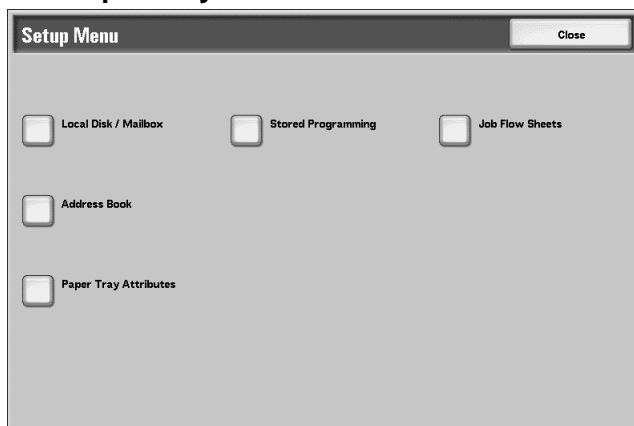 Setup Menu Close
Local Disk / Mailbox Stored Programming Job Flow Sheets
Address Book
Paper Tray Attributes